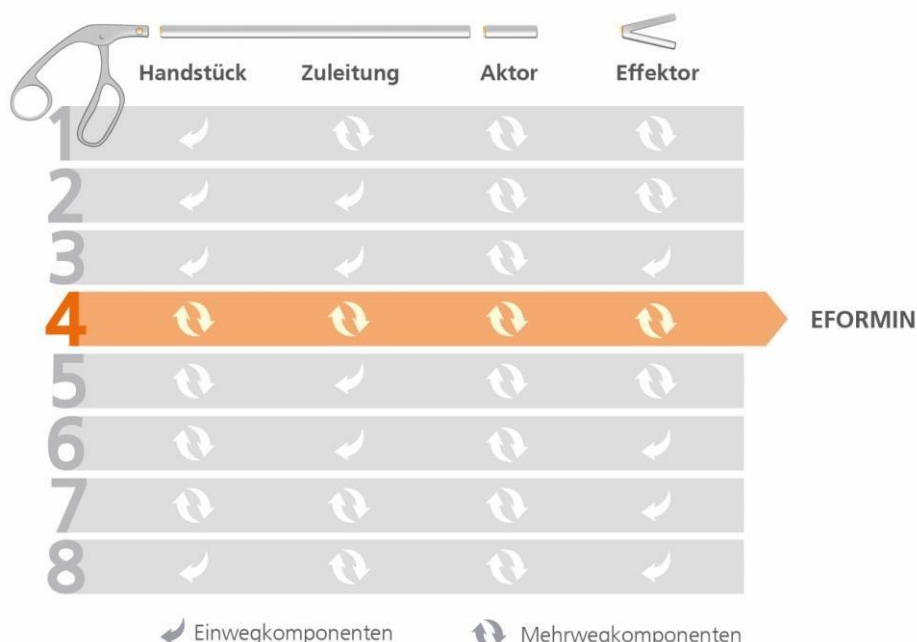 Handstück Zuleitung Aktor Effektor
1
2
3
4 EFORMIN
5
6
7
8
Einwegkomponenten Mehrwegkomponenten